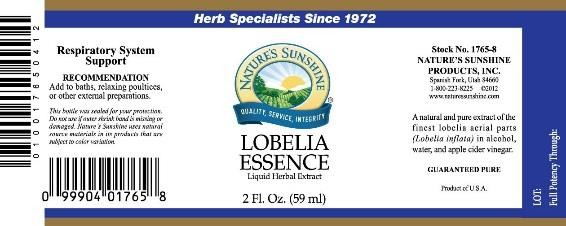 Herb Specialists Since 1972
010017650412
Respiratory System
Support
RECOMMENDATION
Add to baths, relaxing poultices,
or other external preparations.
This bottle was sealed for your protection.
Do not use if outer shrink band is missing or
damaged. Nature's Sunshine uses natural
source materials in its products that are
subject to color variation.
0 99904 01765 8
NATURE'S SUNSHINE
®
QUALITY, SERVICE, INTEGRITY
LOBELIA
ESSENCE
Liquid Herbal Extract
2 Fl. Oz. (59 ml)
Stock No. 1765-8
NATURE'S SUNSHINE
PRODUCTS, INC.
Spanish Fork, Utah 84660
1-800-223-8225 ©2012
www.naturessunshine.com
A natural and pure extract of the
finest lobelia aerial parts
(Lobelia inflata) in alcohol,
water, and apple cider vinegar.
GUARANTEED PURE
Product of U.S.A.
LOT:
Full Potency Through: